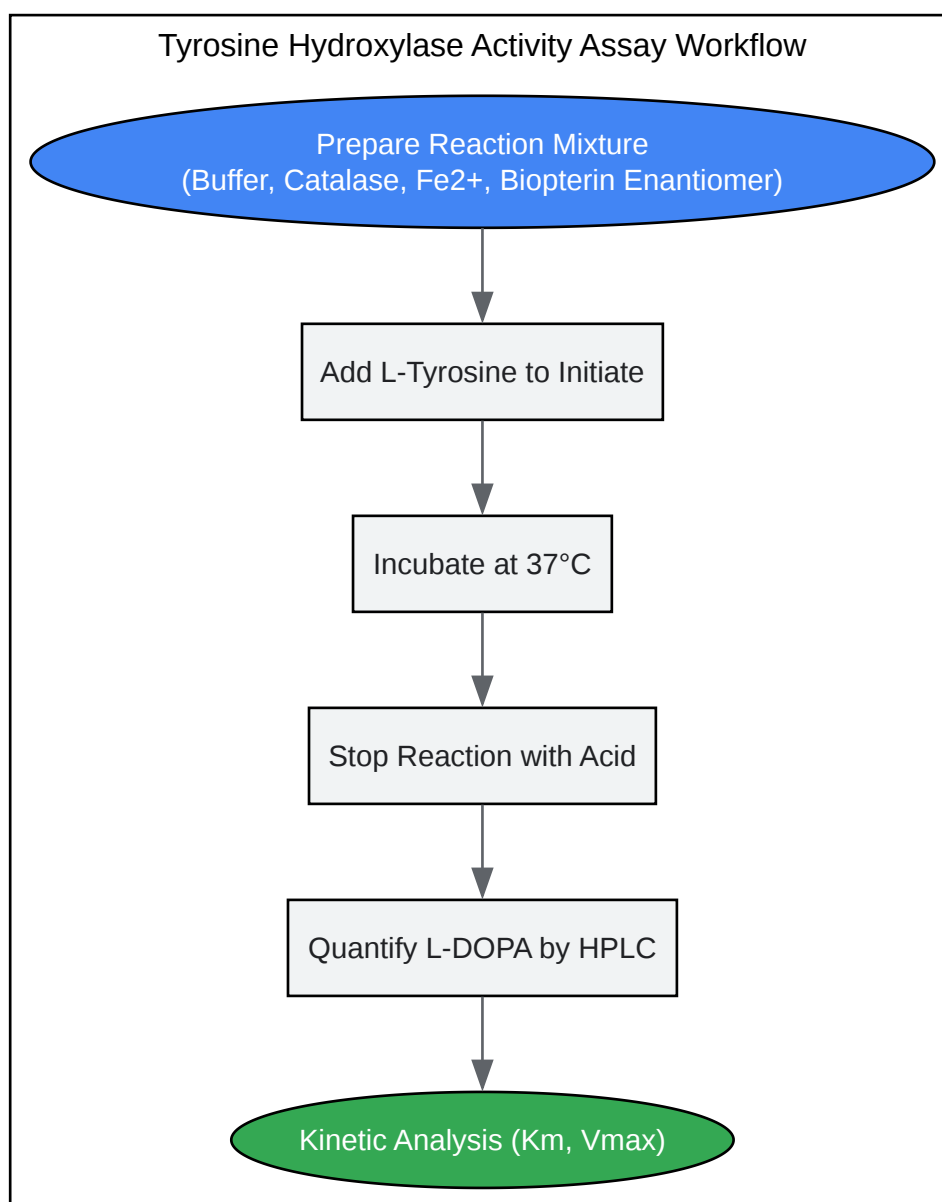 Tyrosine Hydroxylase Activity Assay Workflow
Prepare Reaction Mixture
(Buffer, Catalase, Fe2+, Biopterin Enantiomer)
Add L-Tyrosine to Initiate
Incubate at 37°C
Stop Reaction with Acid
Quantify L-DOPA by HPLC
Kinetic Analysis (Km, Vmax)